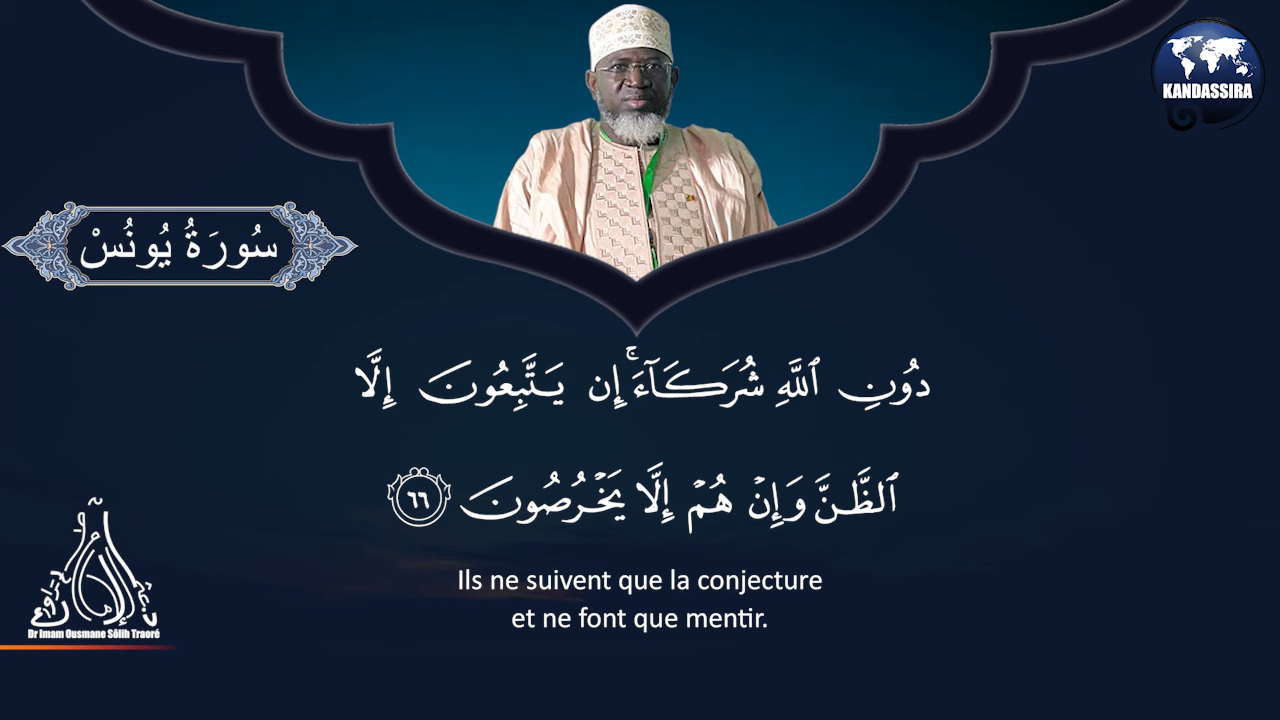 KANDASSIRA
سُورَةُ يُونُسْ
دُونِ ٱللَّهِ شُرَكَآءَۚ إِن يَتَّبِعُونَ إِلَّا
ٱلظَّنَّ وَإِنۡ هُمۡ إِلَّا يَخۡرُصُونَ ٦٦
Ils ne suivent que la conjecture
et ne font que mentir.
Dr Imam Ousmane Sôlih Traoré